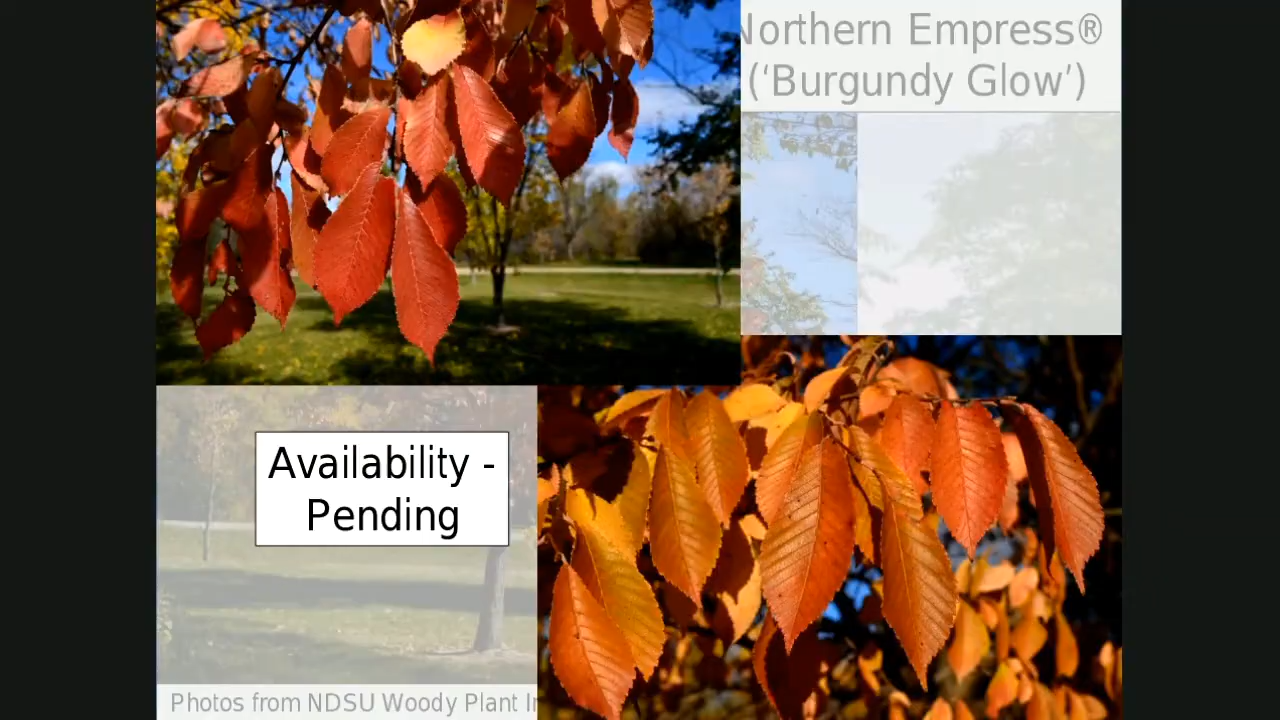 Northern Empress®
(‘Burgundy Glow’)
Availability -
Pending
Photos from NDSU Woody Plant